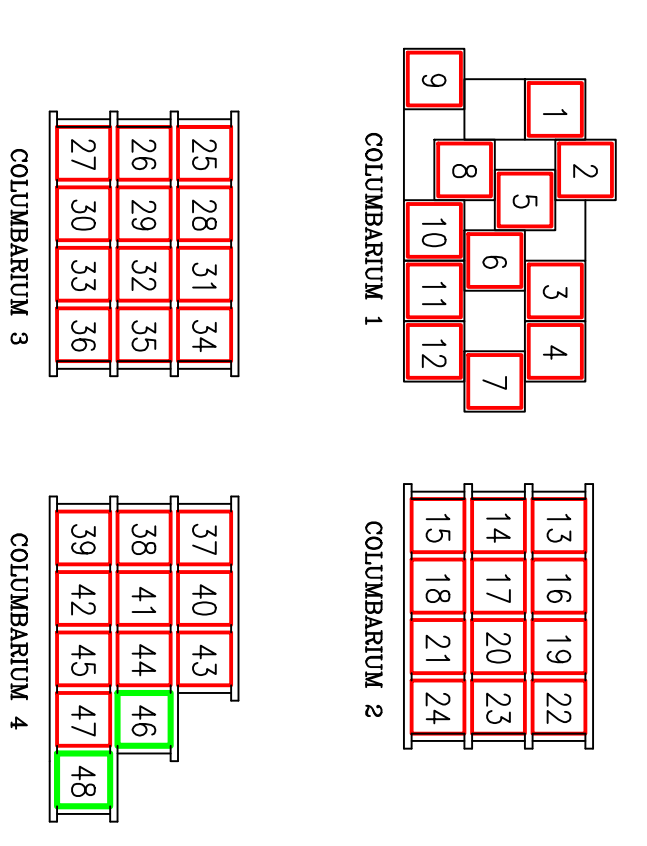 1 2 3 4
8 5 6 7
9 10 11 12
COLUMBARIUM 1
13 16 19 22
14 17 20 23
15 18 21 24
COLUMBARIUM 2
25 28 31 34
26 29 32 35
27 30 33 36
COLUMBARIUM 3
37 40 43
38 41 44 46
39 42 45 47 48
COLUMBARIUM 4